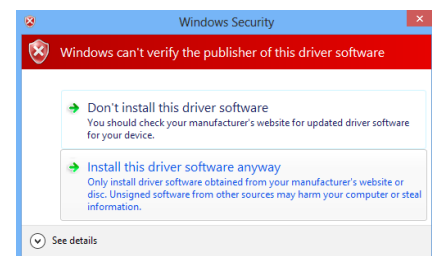 Windows Security
Windows can't verify the publisher of this driver software
Don't install this driver software
You should check your manufacturer's website for updated driver software
for your device.
Install this driver software anyway
Only install driver software obtained from your manufacturer's website or
disc. Unsigned software from other sources may harm your computer or steal
information.
See details